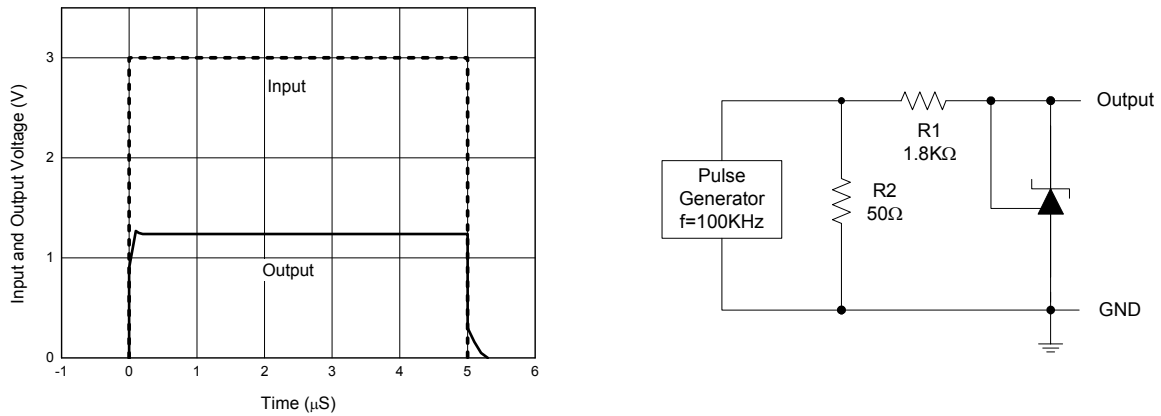 Input and Output Voltage (V)
3
2
1
0
-1 0 1 2 3 4 5 6
Time (μS)
Input
Output
Pulse
Generator
f=100KHz
R2
50Ω
R1
1.8KΩ
Output
GND